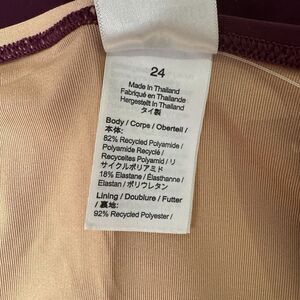 24
Made In Thailand
Fabriqué en Thaïlande
Hergestellt In Thailand
タイ製
Body / Corps / Oberteil /
本体:
82% Recycled Polyamide /
Polyamide Recyclé /
Recyceltes Polyamid / リ
サイクルポリアミド
18% Elastane / Élasthanne /
Elastan / ポリウレタン
Lining / Doublure / Futter
/ 裏地:
92% Recycled Polyester /